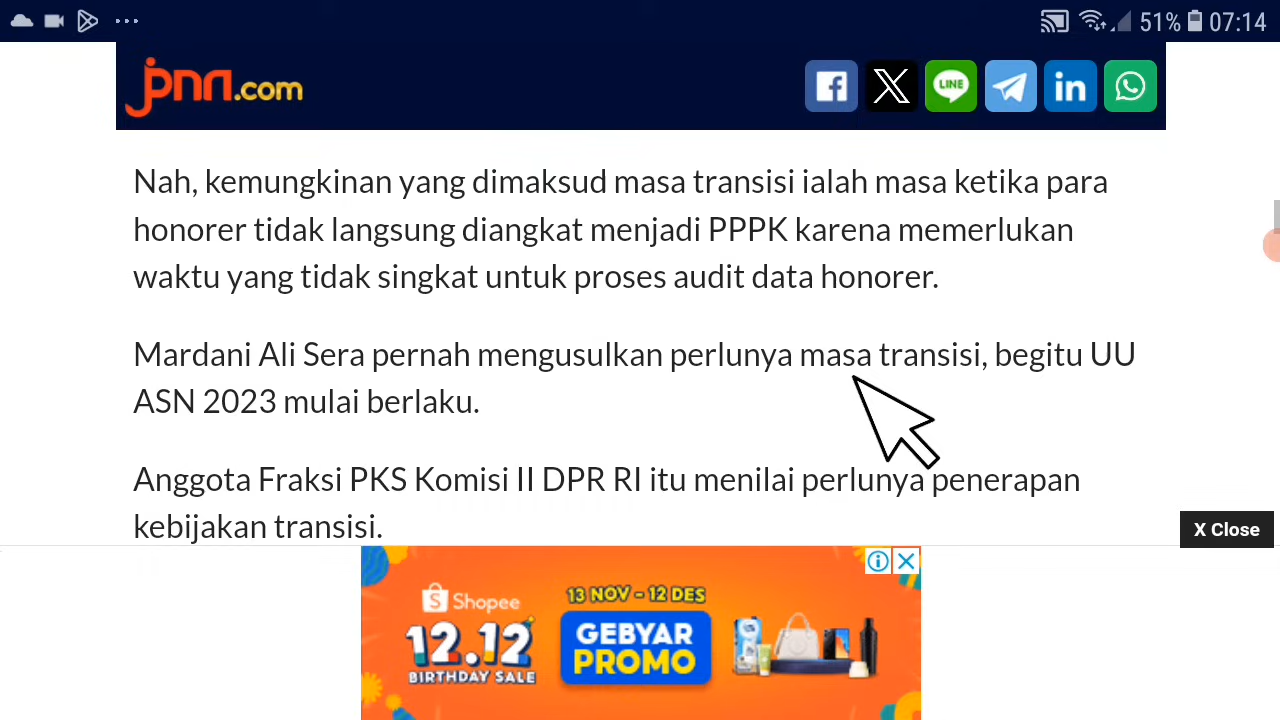 51% 07:14
jpnn.com
LINE
in
Nah, kemungkinan yang dimaksud masa transisi ialah masa ketika para
honorer tidak langsung diangkat menjadi PPPK karena memerlukan
waktu yang tidak singkat untuk proses audit data honorer.
Mardani Ali Sera pernah mengusulkan perlunya masa transisi, begitu UU
ASN 2023 mulai berlaku.
Anggota Fraksi PKS Komisi II DPR RI itu menilai perlunya penerapan
kebijakan transisi.
X Close
Shopee
12.12
BIRTHDAY SALE
13 NOV - 12 DES
GEBYAR
PROMO